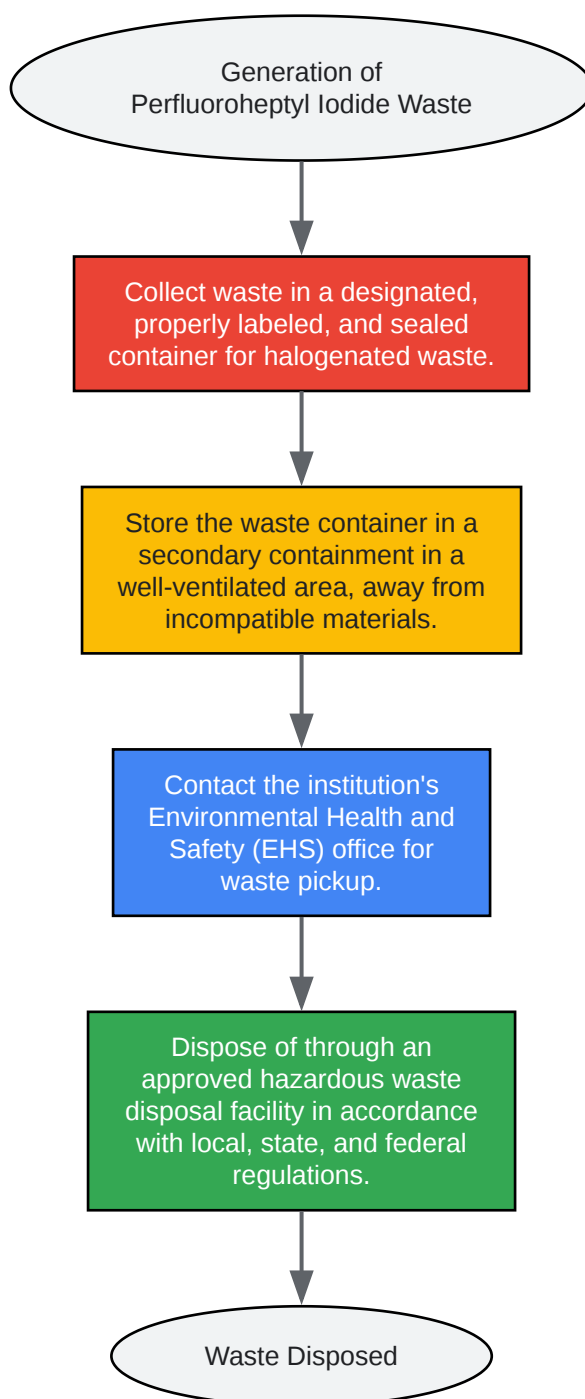 Generation of
Perfluoroheptyl Iodide Waste
Collect waste in a designated,
properly labeled, and sealed
container for halogenated waste.
Store the waste container in a
secondary containment in a
well-ventilated area, away from
incompatible materials.
Contact the institution's
Environmental Health and
Safety (EHS) office for
waste pickup.
Dispose of through an
approved hazardous waste
disposal facility in accordance
with local, state, and federal
regulations.
Waste Disposed